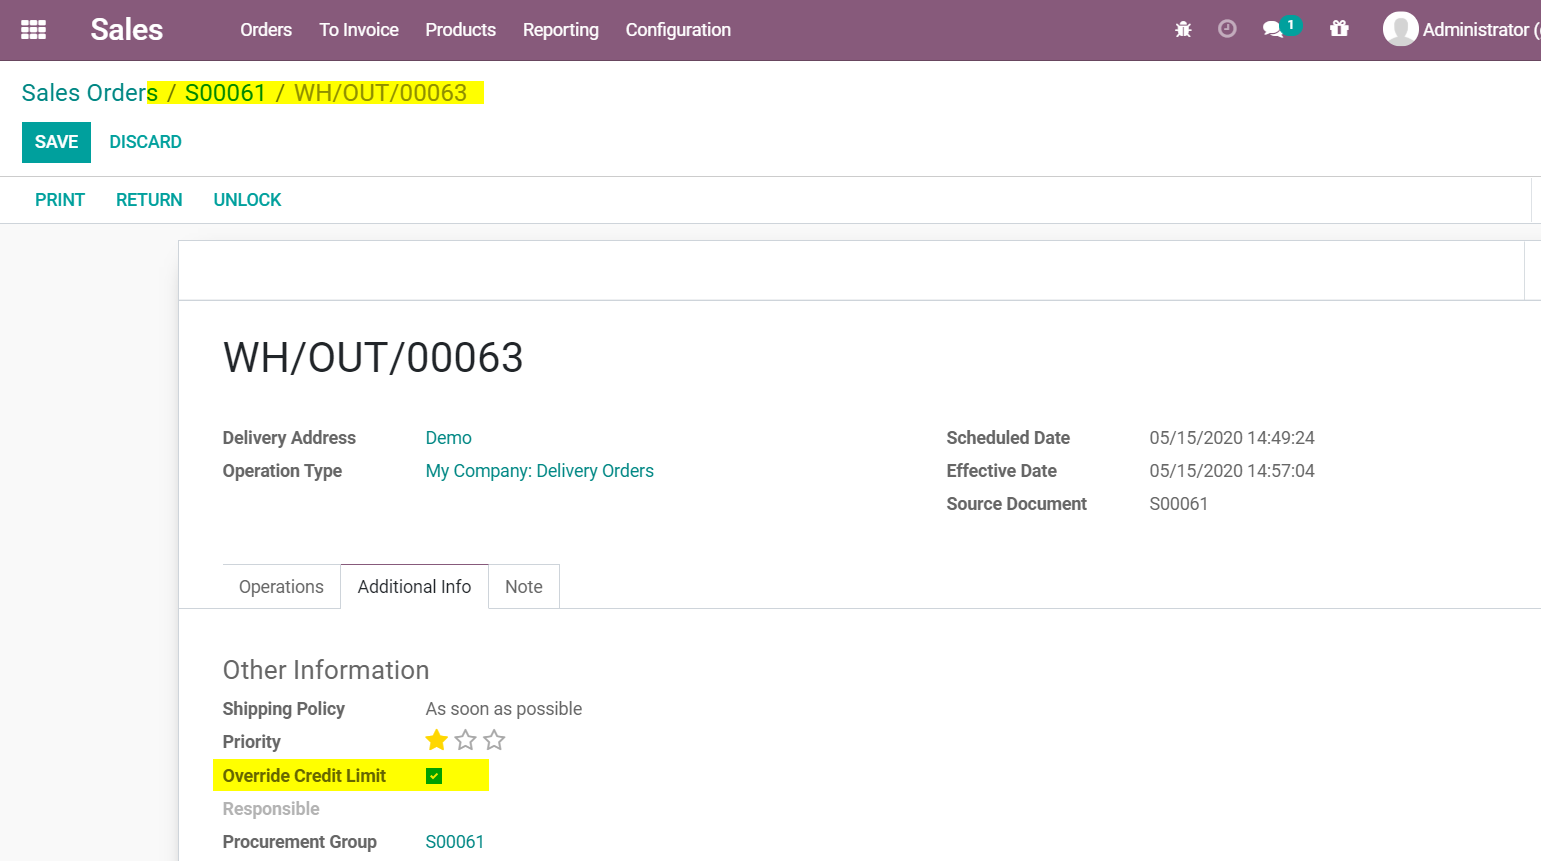 Sales Orders To Invoice Products Reporting Configuration 1 Administrator (
Sales Orders / S00061 / WH/OUT/00063
SAVE DISCARD
PRINT RETURN UNLOCK
WH/OUT/00063
Delivery Address Demo Scheduled Date 05/15/2020 14:49:24
Operation Type My Company: Delivery Orders Effective Date 05/15/2020 14:57:04
Source Document S00061
Operations Additional Info Note
Other Information
Shipping Policy As soon as possible
Priority
Override Credit Limit
Responsible
Procurement Group S00061